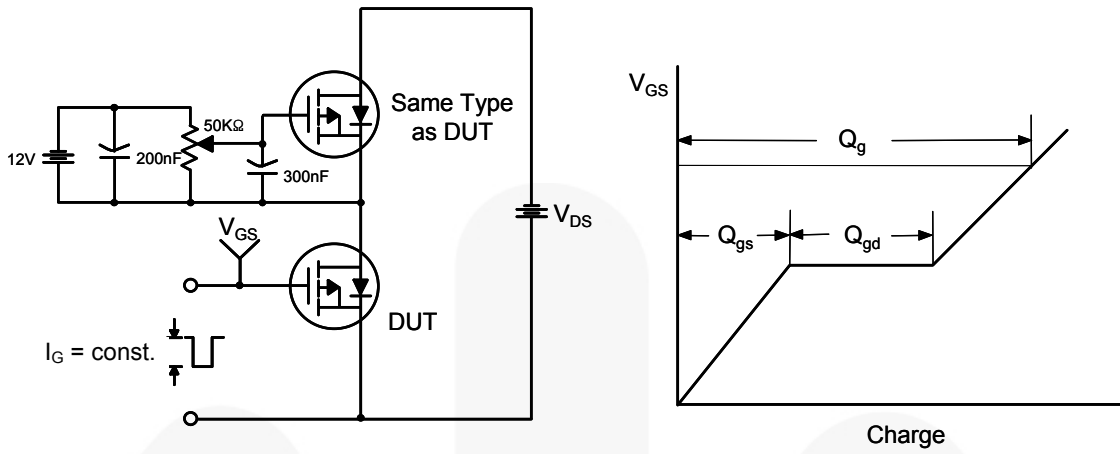 12V
200nF
50KΩ
300nF
Same Type
as DUT
V_GS
DUT
I_G = const.
V_DS
V_GS
Q_g
Q_gs
Q_gd
Charge